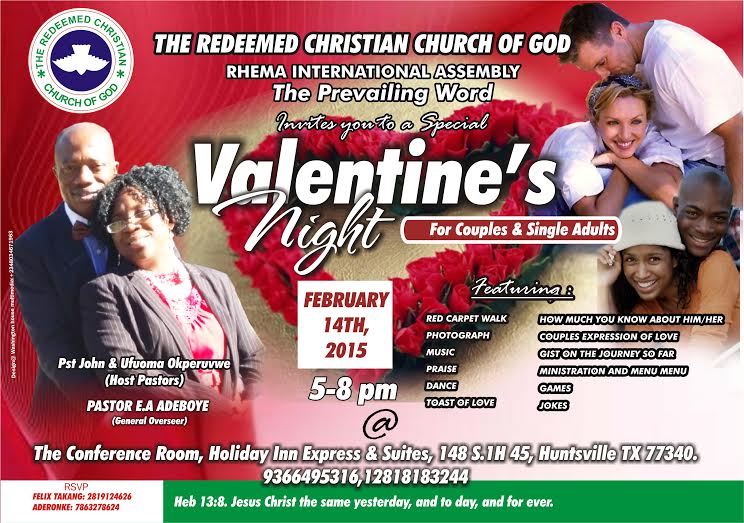 THE REDEEMED CHRISTIAN
CHURCH OF GOD
THE REDEEMED CHRISTIAN CHURCH OF GOD
RHEMA INTERNATIONAL ASSEMBLY
The Prevailing Word
Invites you to a Special
Valentine's
Night
For Couples & Single Adults
Featuring :
RED CARPET WALK
PHOTOGRAPH
MUSIC
PRAISE
DANCE
TOAST OF LOVE
HOW MUCH YOU KNOW ABOUT HIM/HER
COUPLES EXPRESSION OF LOVE
GIST ON THE JOURNEY SO FAR
MINISTRATION AND MENU MENU
GAMES
JOKES
FEBRUARY
14TH,
2015
5-8 pm
@
Pst John & Ufuoma Okperuvwe
(Host Pastors)
PASTOR E.A ADEBOYE
(General Overseer)
The Conference Room, Holiday Inn Express & Suites, 148 S.1H 45, Huntsville TX 77340.
9366495316,12818183244
RSVP
FELIX TAKANG: 2819124626
ADERONKE: 7863278624
Heb 13:8. Jesus Christ the same yesterday, and to day, and for ever.